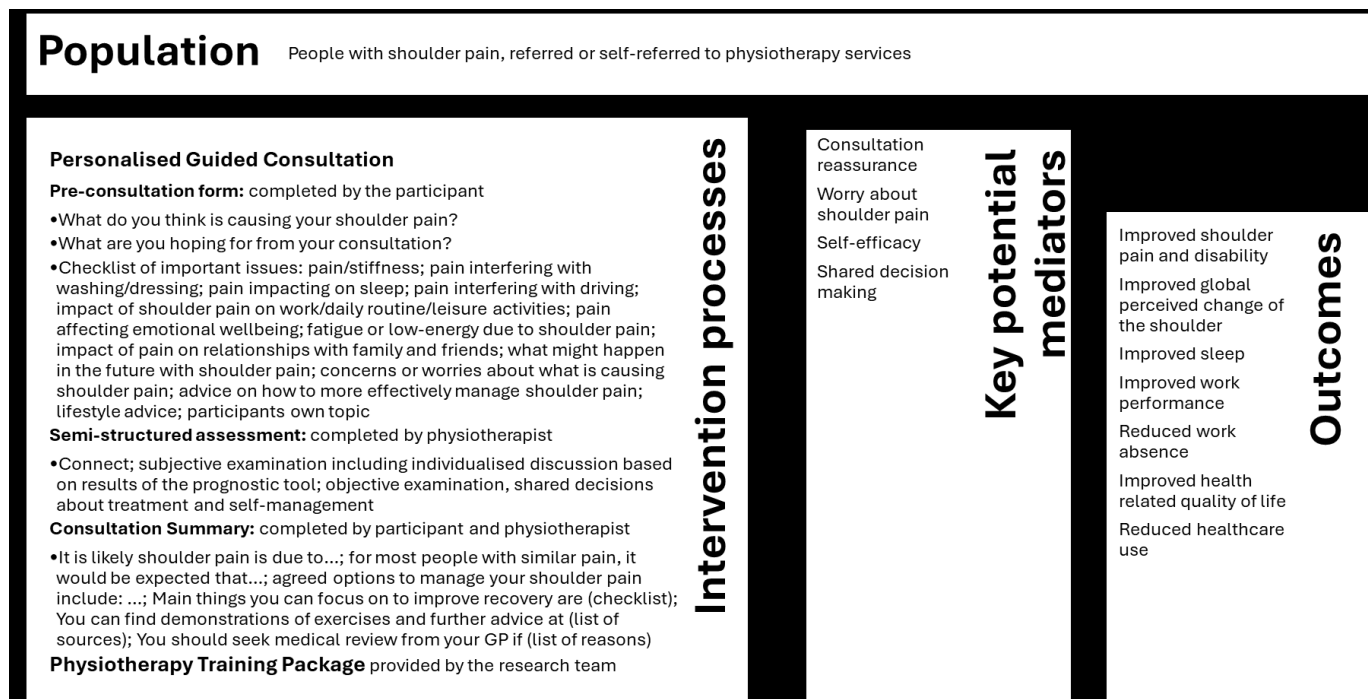 Population
People with shoulder pain, referred or self-referred to physiotherapy services
Personalised Guided Consultation
Pre-consultation form: completed by the participant
•What do you think is causing your shoulder pain?
•What are you hoping for from your consultation?
•Checklist of important issues: pain/stiffness; pain interfering with
washing/dressing; pain impacting on sleep; pain interfering with driving;
impact of shoulder pain on work/daily routine/leisure activities; pain
affecting emotional wellbeing; fatigue or low-energy due to shoulder pain;
impact of pain on relationships with family and friends; what might happen
in the future with shoulder pain; concerns or worries about what is causing
shoulder pain; advice on how to more effectively manage shoulder pain;
lifestyle advice; participants own topic
Semi-structured assessment: completed by physiotherapist
•Connect; subjective examination including individualised discussion based
on results of the prognostic tool; objective examination, shared decisions
about treatment and self-management
Consultation Summary: completed by participant and physiotherapist
•It is likely shoulder pain is due to...; for most people with similar pain, it
would be expected that...; agreed options to manage your shoulder pain
include: ...; Main things you can focus on to improve recovery are (checklist);
You can find demonstrations of exercises and further advice at (list of
sources); You should seek medical review from your GP if (list of reasons)
Physiotherapy Training Package provided by the research team
Intervention processes
Consultation
reassurance
Worry about
shoulder pain
Self-efficacy
Shared decision
making
Key potential
mediators
Improved shoulder
pain and disability
Improved global
perceived change of
the shoulder
Improved sleep
Improved work
performance
Reduced work
absence
Improved health
related quality of life
Reduced healthcare
use
Outcomes